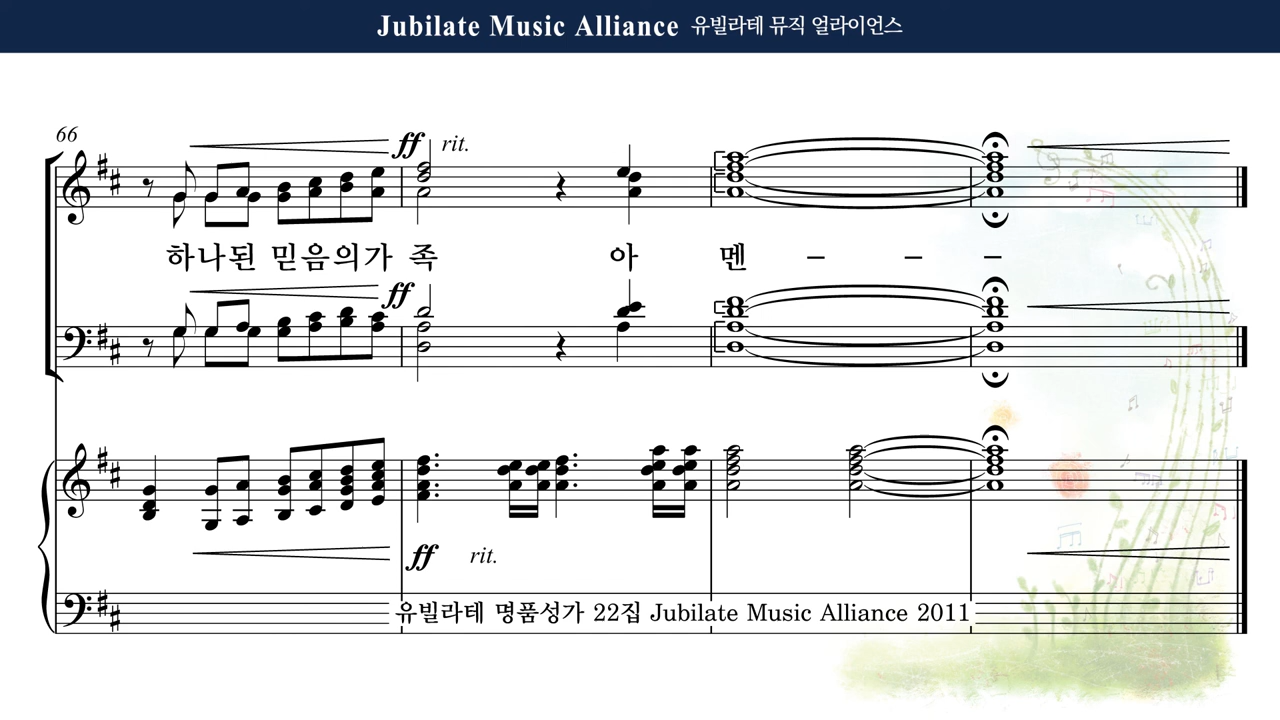 Jubilate Music Alliance 유빌라테 뮤직 얼라이언스
66
ff rit.
하나된 믿음의가 족 아 멘 – – –
ff
ff rit.
유빌라테 명품성가 22집 Jubilate Music Alliance 2011